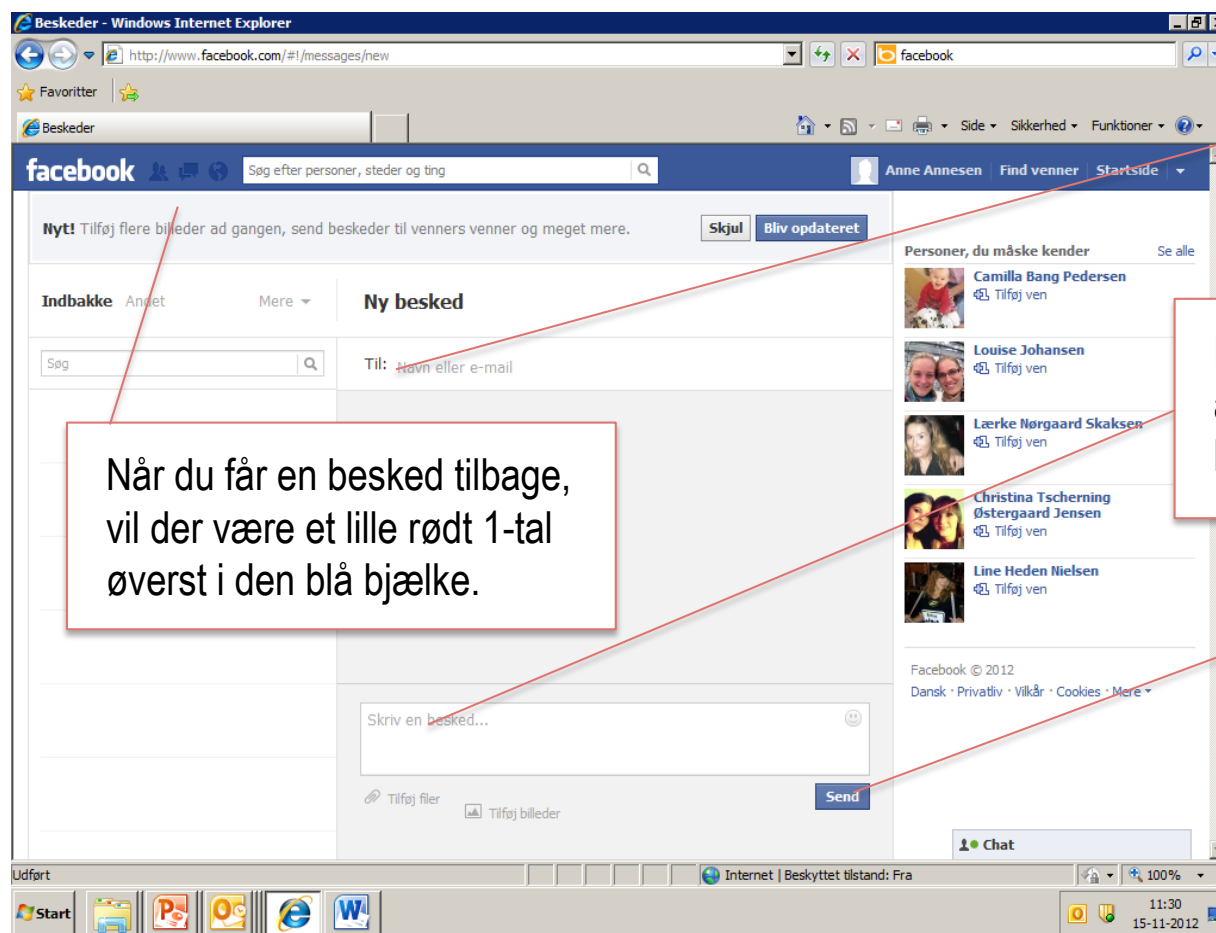 Beskeder - Windows Internet Explorer
http://www.facebook.com/#!/messages/new
facebook
Favoritter
Beskeder
Side
Sikkerhed
Funktioner
facebook
Søg efter personer, steder og ting
Anne Annesen
Find venner
Startside
Nyt! Tilføj flere billeder ad gangen, send beskeder til venners venner og meget mere.
Skjul
Bliv opdateret
Indbakke Andet
Mere
Ny besked
Søg
Til: Navn eller e-mail
Når du får en besked tilbage,
vil der være et lille rødt 1-tal
øverst i den blå bjælke.
Skriv en besked...
Tilføj filer
Tilføj billeder
Send
Personer, du måske kender
Se alle
Camilla Bang Pedersen
Tilføj ven
Louise Johansen
Tilføj ven
Lærke Nørgaard Skaksen
Tilføj ven
Christina Tscherning
Østergaard Jensen
Tilføj ven
Line Heden Nielsen
Tilføj ven
Facebook © 2012
Dansk · Privatliv · Vilkår · Cookies · Mere
Chat
Udført
Internet | Beskyttet tilstand: Fra
100%
Start
11:30
15-11-2012